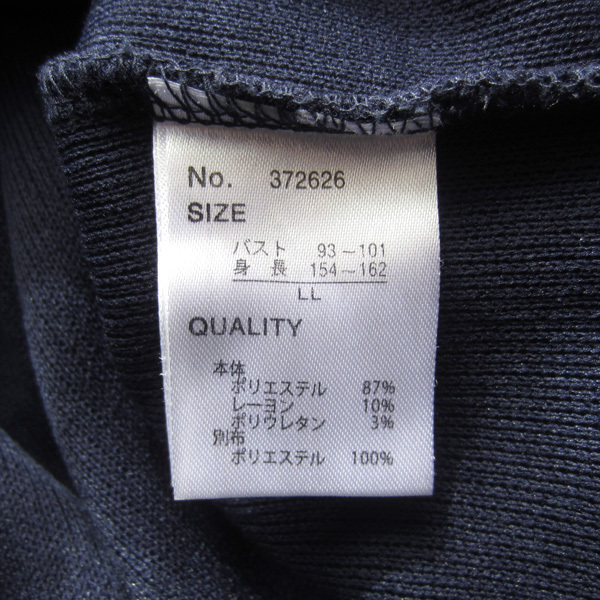 No. 372626
SIZE
バスト 93～101
身長 154～162
LL
QUALITY
本体
ポリエステル 87%
レーヨン 10%
ポリウレタン 3%
別布
ポリエステル 100%